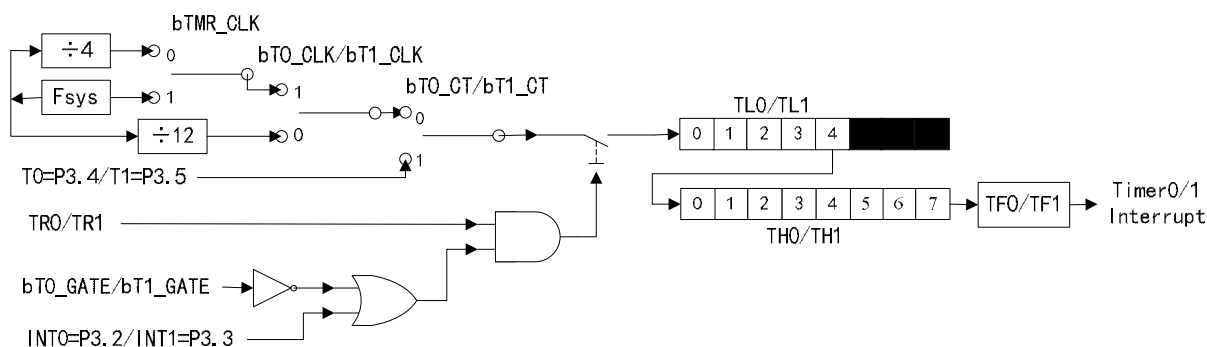 bTMR_CLK
÷4
0
bT0_CLK/bT1_CLK
Fsys
1
1
bT0_CT/bT1_CT
0
÷12
0
TL0/TL1
0 1 2 3 4
1
T0=P3.4/T1=P3.5
0 1 2 3 4 5 6 7
TF0/TF1
Timer0/1
Interrupt
TH0/TH1
TR0/TR1
bT0_GATE/bT1_GATE
INT0=P3.2/INT1=P3.3